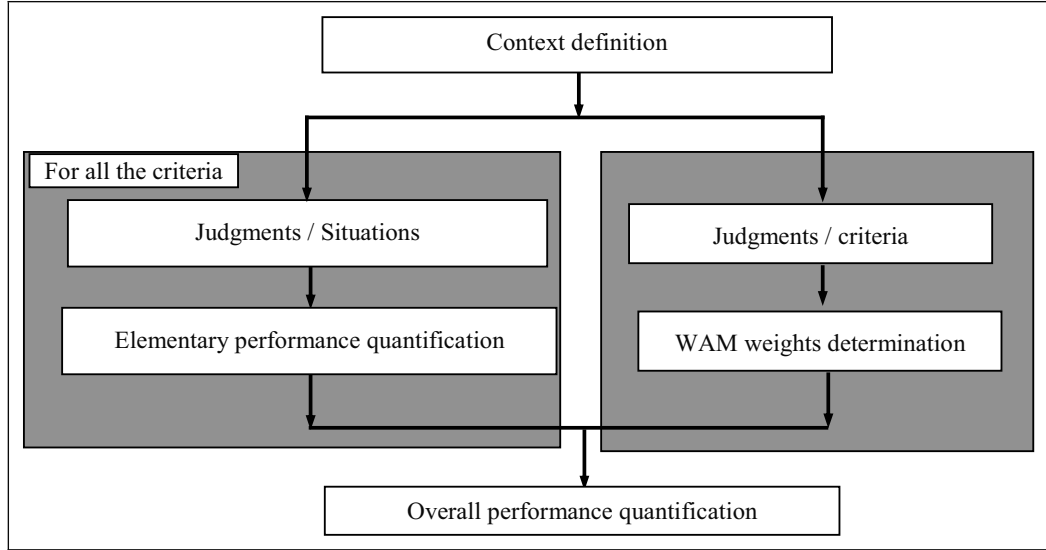 Context definition
For all the criteria
Judgments / Situations
Judgments / criteria
Elementary performance quantification
WAM weights determination
Overall performance quantification